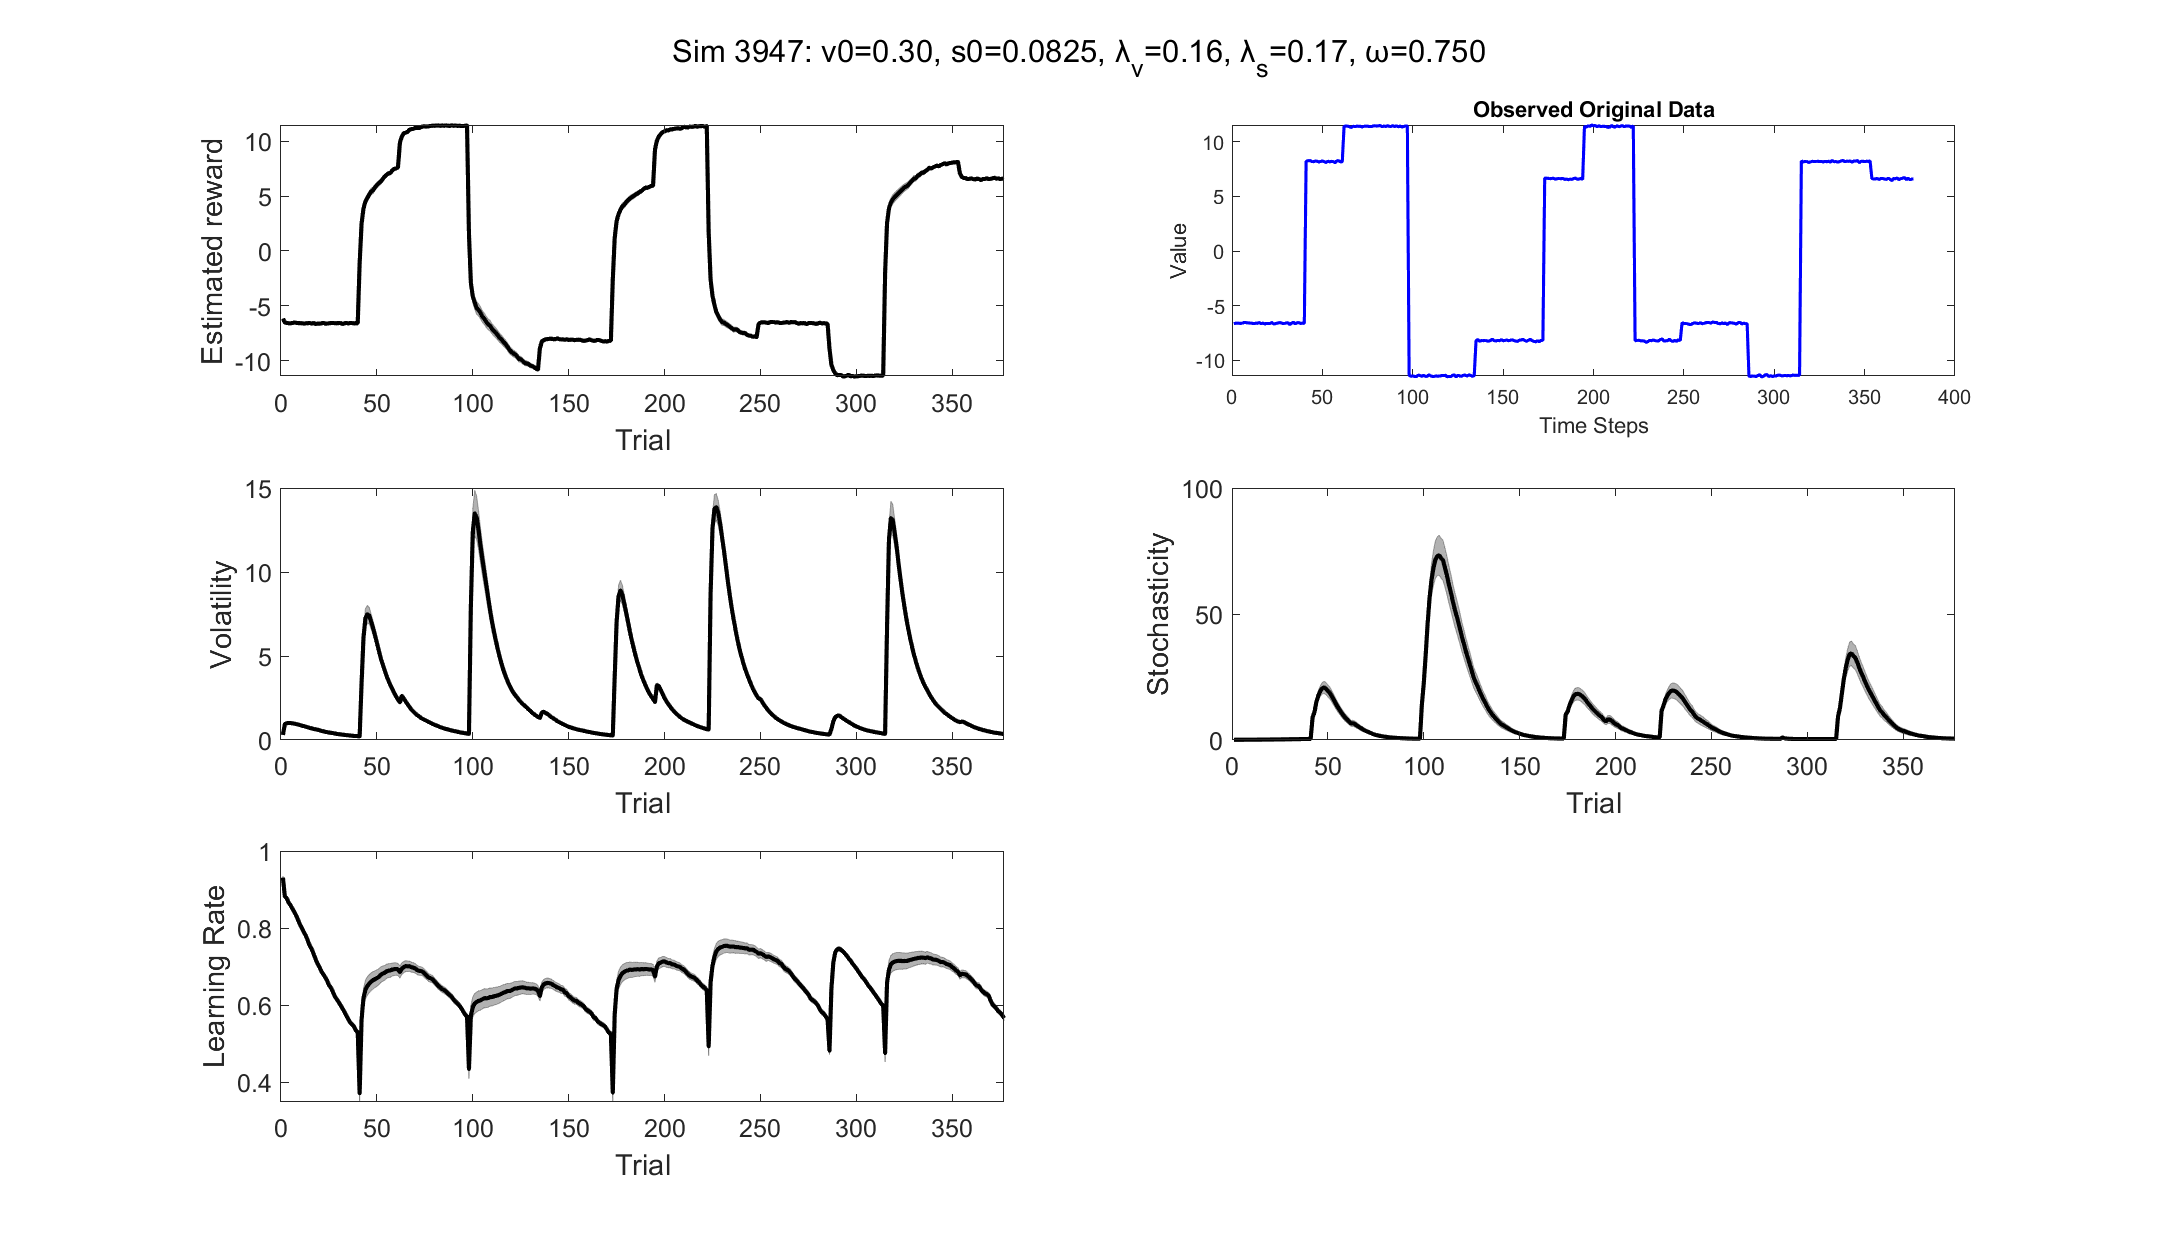 Sim 3947: v0=0.30, s0=0.0825, λ_v=0.16, λ_s=0.17, ω=0.750
Estimated reward
10
5
0
-5
-10
0 50 100 150 200 250 300 350
Trial
Observed Original Data
Value
10
5
0
-5
-10
0 50 100 150 200 250 300 350 400
Time Steps
Volatility
15
10
5
0
0 50 100 150 200 250 300 350
Trial
Stochasticity
100
50
0
0 50 100 150 200 250 300 350
Trial
Learning Rate
1
0.8
0.6
0.4
0 50 100 150 200 250 300 350
Trial